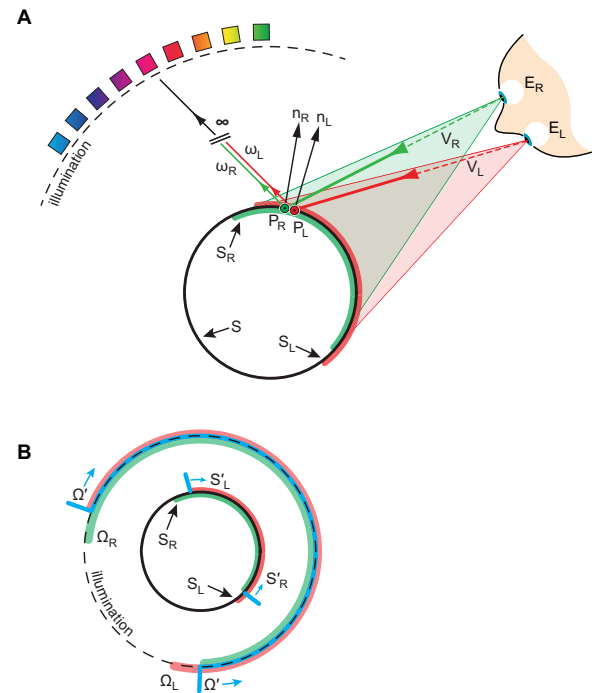 A
E_R
E_L
n_R n_L
∞
V_R
ω_L
V_L
ω_R
illumination
P_R P_L
S_R
S
S_L
B
Ω' S'_L
Ω_R S_R
illumination
S_L S'_R
Ω_L Ω'